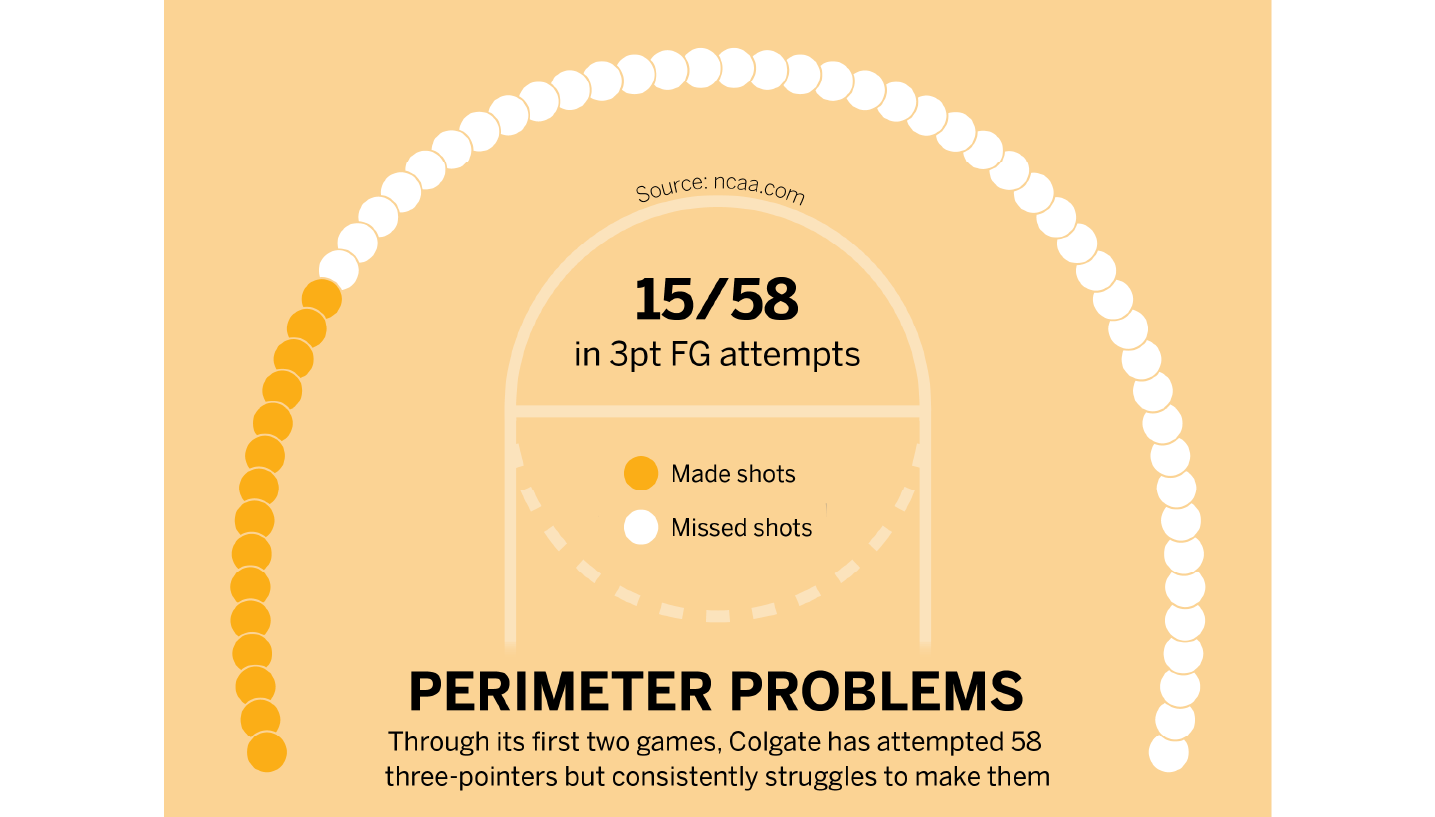 Source: ncaa.com
15/58
in 3pt FG attempts
Made shots
Missed shots
PERIMETER PROBLEMS
Through its first two games, Colgate has attempted 58
three-pointers but consistently struggles to make them